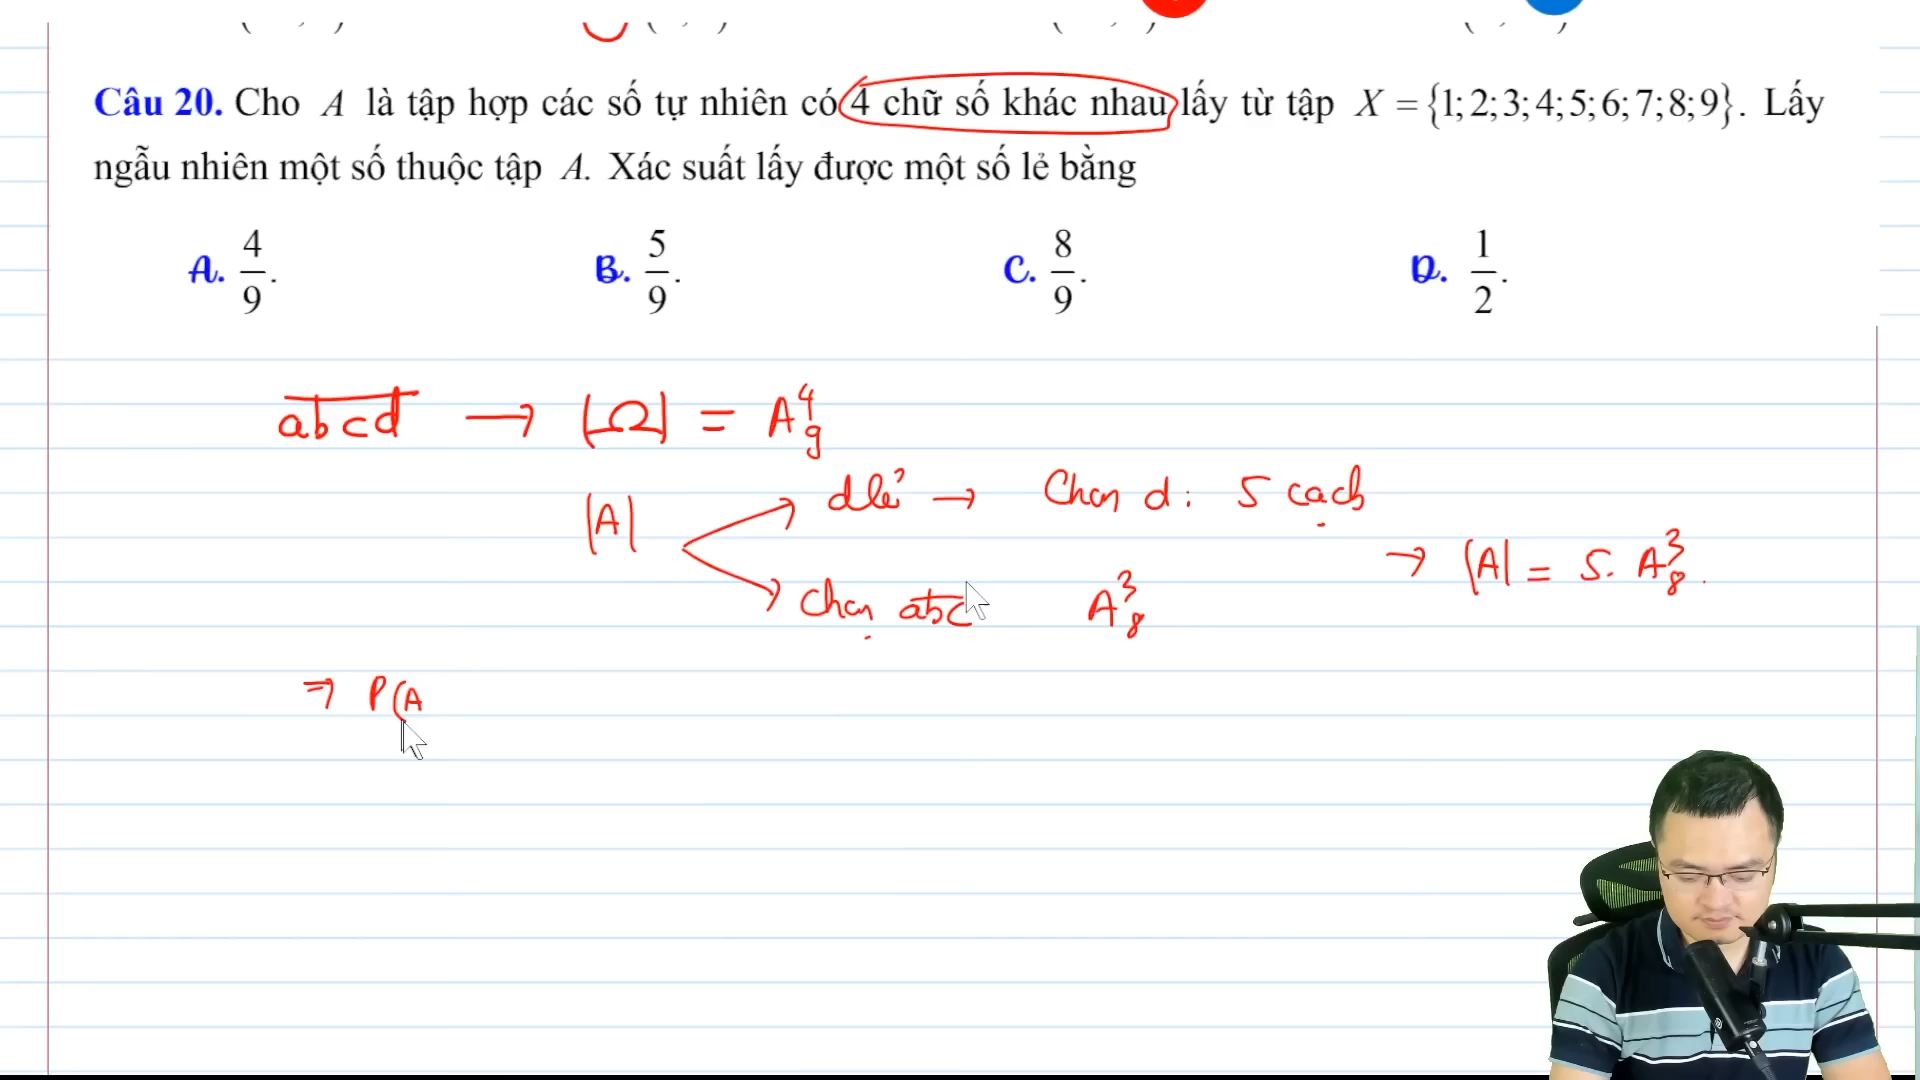 Câu 20. Cho A là tập hợp các số tự nhiên có 4 chữ số khác nhau lấy từ tập X = {1; 2; 3; 4; 5; 6; 7; 8; 9}. Lấy
ngẫu nhiên một số thuộc tập A. Xác suất lấy được một số lẻ bằng
A. 4/9. B. 5/9. C. 8/9. D. 1/2.
abcd → |Ω| = A⁴₉
|A| d lẻ → Chọn d: 5 cách
Chọn abc A³₈ → |A| = 5. A³₈.
⇒ P(A